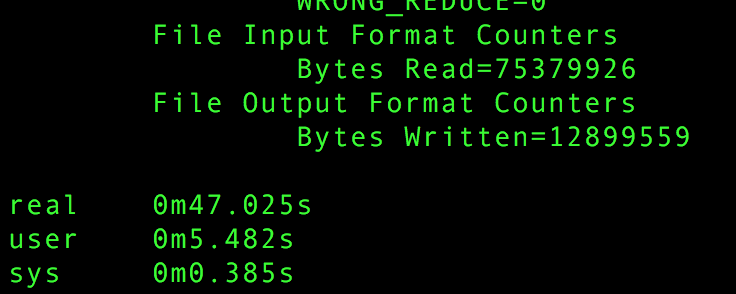 WRONG_REDUCE=0
File Input Format Counters
Bytes Read=75379926
File Output Format Counters
Bytes Written=12899559
real 0m47.025s
user 0m5.482s
sys 0m0.385s